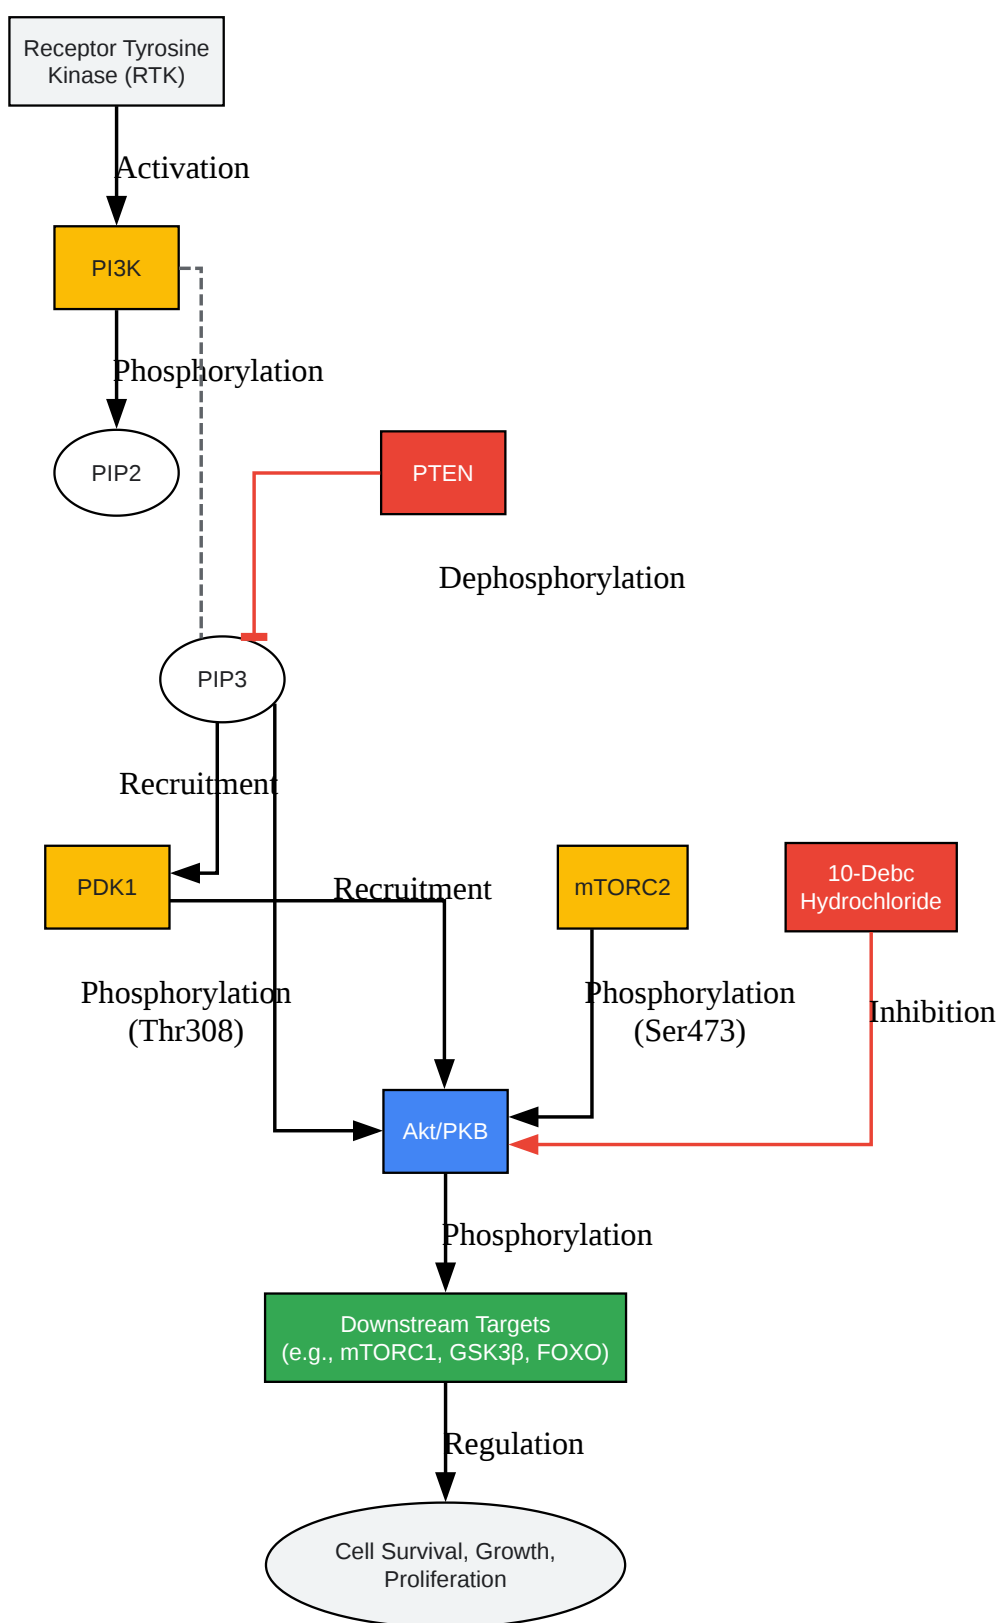 Receptor Tyrosine
Kinase (RTK)
Activation
PI3K
Phosphorylation
PIP2
PTEN
Dephosphorylation
PIP3
Recruitment
PDK1
Recruitment
mTORC2
10-Debc
Hydrochloride
Phosphorylation
(Thr308)
Phosphorylation
(Ser473)
Inhibition
Akt/PKB
Phosphorylation
Downstream Targets
(e.g., mTORC1, GSK3β, FOXO)
Regulation
Cell Survival, Growth,
Proliferation